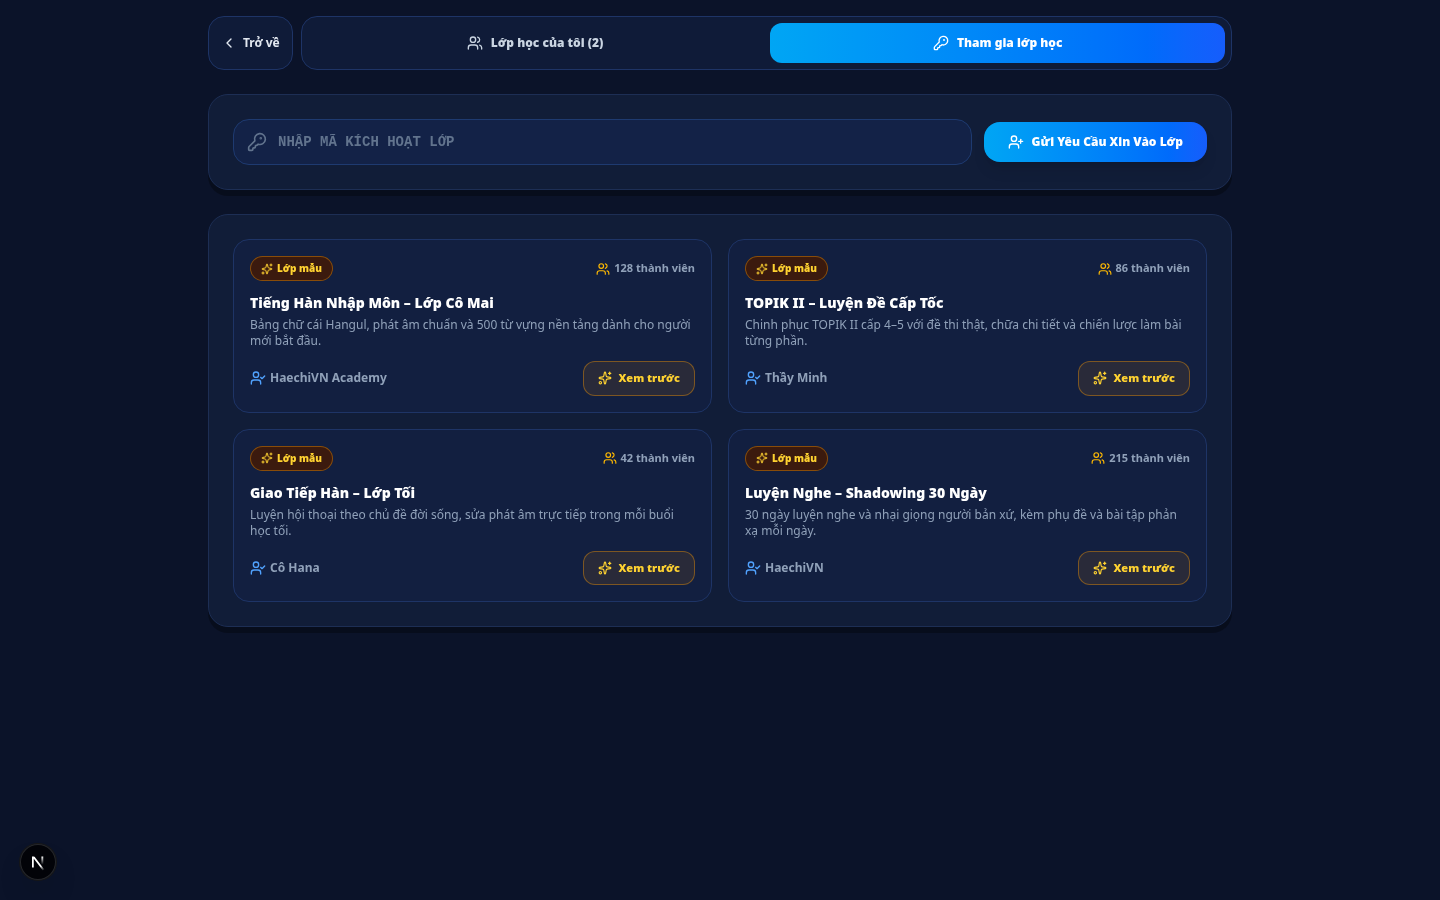 Trở về
Lớp học của tôi (2)
Tham gia lớp học
NHẬP MÃ KÍCH HOẠT LỚP
Gửi Yêu Cầu Xin Vào Lớp
Lớp mẫu
128 thành viên
Tiếng Hàn Nhập Môn – Lớp Cô Mai
Bảng chữ cái Hangul, phát âm chuẩn và 500 từ vựng nền tảng dành cho người
mới bắt đầu.
HaechiVN Academy
Xem trước
Lớp mẫu
86 thành viên
TOPIK II – Luyện Đề Cấp Tốc
Chinh phục TOPIK II cấp 4–5 với đề thi thật, chữa chi tiết và chiến lược làm bài
từng phần.
Thầy Minh
Xem trước
Lớp mẫu
42 thành viên
Giao Tiếp Hàn – Lớp Tối
Luyện hội thoại theo chủ đề đời sống, sửa phát âm trực tiếp trong mỗi buổi
học tối.
Cô Hana
Xem trước
Lớp mẫu
215 thành viên
Luyện Nghe – Shadowing 30 Ngày
30 ngày luyện nghe và nhại giọng người bản xứ, kèm phụ đề và bài tập phản
xạ mỗi ngày.
HaechiVN
Xem trước
N